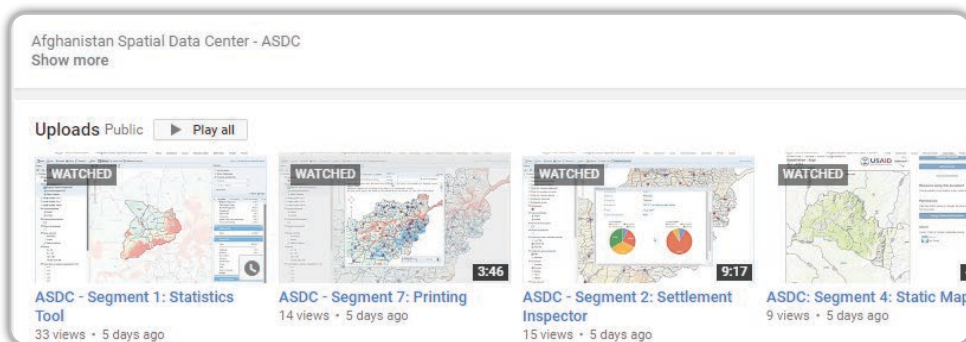 Afghanistan Spatial Data Center - ASDC
Show more
Uploads Public Play all
WATCHED
WATCHED
3:46
WATCHED
9:17
WATCHED
USAID
ASDC - Segment 1: Statistics
Tool
33 views • 5 days ago
ASDC - Segment 7: Printing
14 views • 5 days ago
ASDC - Segment 2: Settlement
Inspector
15 views • 5 days ago
ASDC: Segment 4: Static Map
9 views • 5 days ago